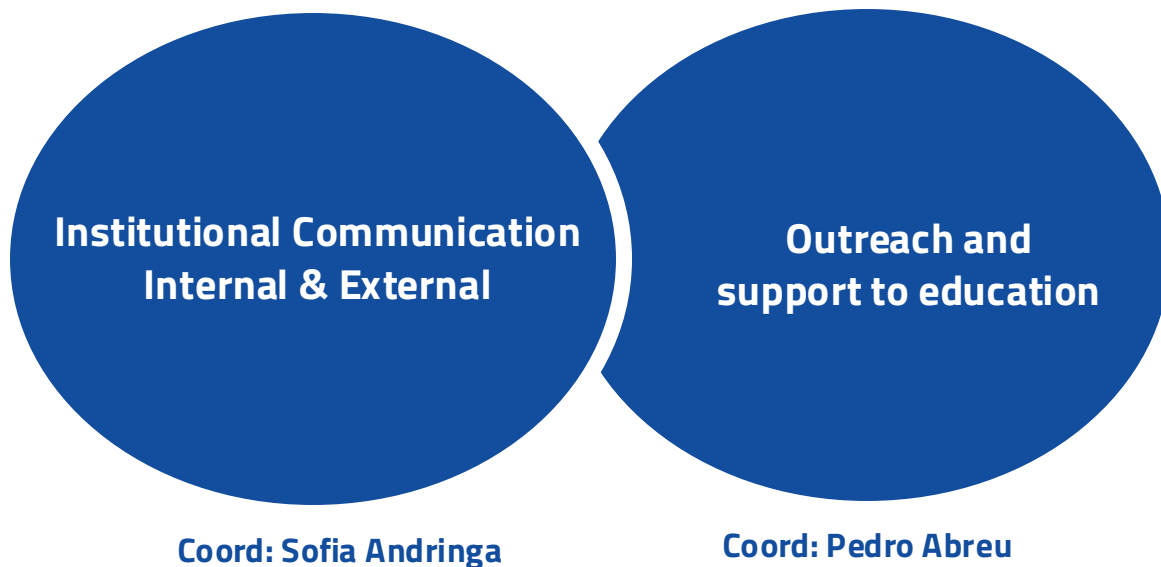 Institutional Communication
Internal & External
Outreach and
support to education
Coord: Sofia Andringa
Coord: Pedro Abreu